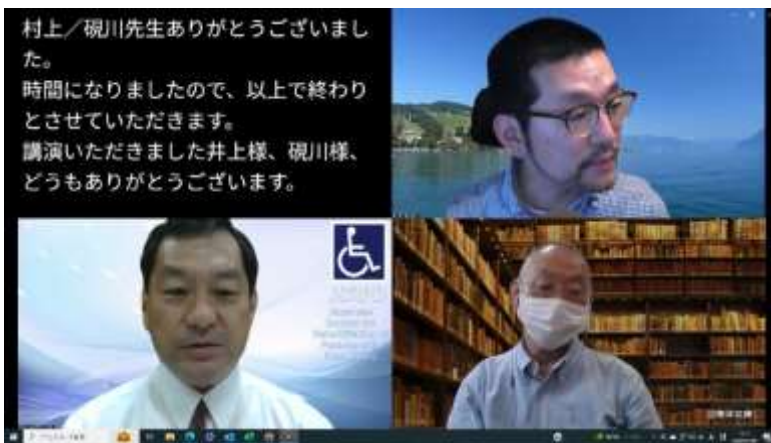 村上／硯川先生ありがとうございまし
た。
時間になりましたので、以上で終わり
とさせていただきます。
講演いただきました井上様、硯川様、
どうもありがとうございます。